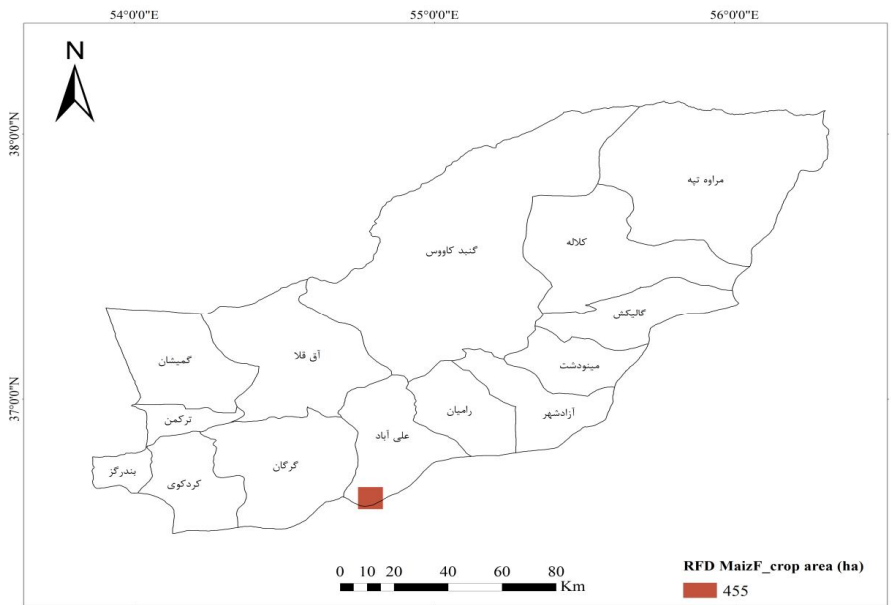 54°0'0"E 55°0'0"E 56°0'0"E
N
38°0'0"N
مراوه تپه
کلاله
گنبد کاووس
گالیکش
گمیشان
آق قلا
مینودشت
37°0'0"N
ترکمن
رامیان
آزادشهر
علی آباد
بندرگز
کردکوی
گرگان
0 10 20 40 60 80
Km
RFD MaizF_crop area (ha)
455